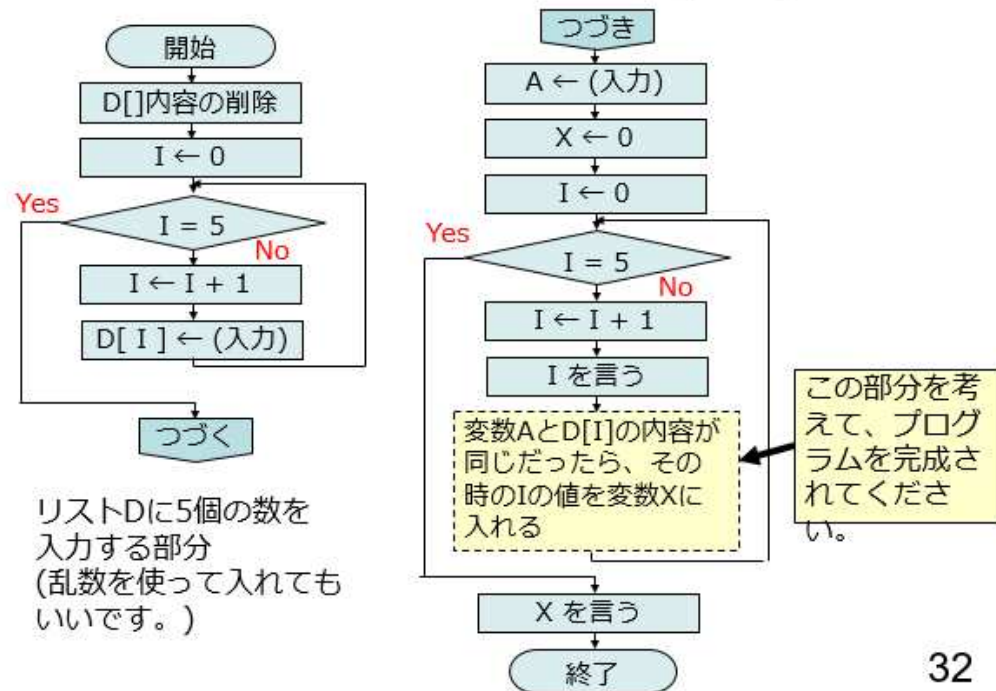 開始
D[]内容の削除
I ← 0
Yes
I = 5
No
I ← I + 1
D[ I ] ← (入力)
つづく
リストDに5個の数を
入力する部分
(乱数を使って入れても
いいです。)
つづき
A ← (入力)
X ← 0
I ← 0
Yes
I = 5
No
I ← I + 1
I を言う
変数AとD[I]の内容が
同じだったら、その
時のIの値を変数Xに
入れる
この部分を考
えて、プログ
ラムを完成さ
れてくださ
い。
X を言う
終了
32